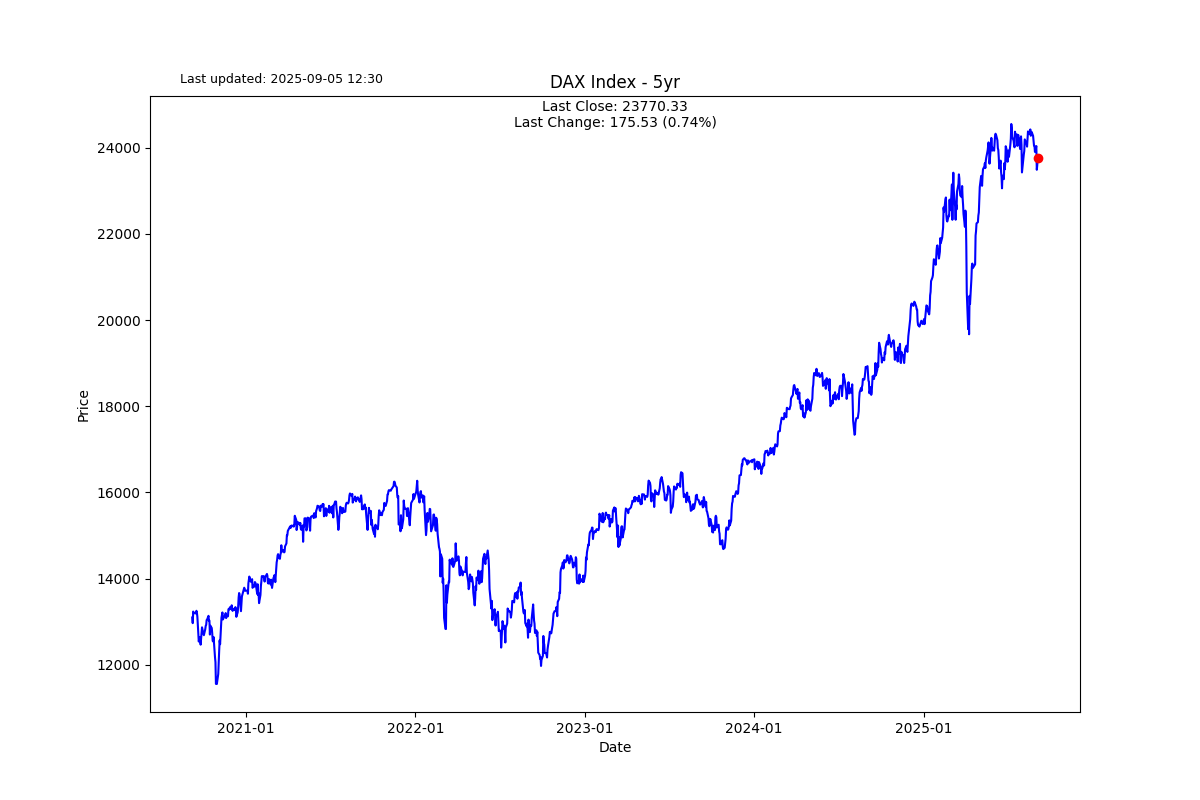 Last updated: 2025-09-05 12:30
DAX Index - 5yr
Last Close: 23770.33
Last Change: 175.53 (0.74%)
24000
22000
20000
18000
16000
14000
12000
Price
2021-01
2022-01
2023-01
2024-01
2025-01
Date